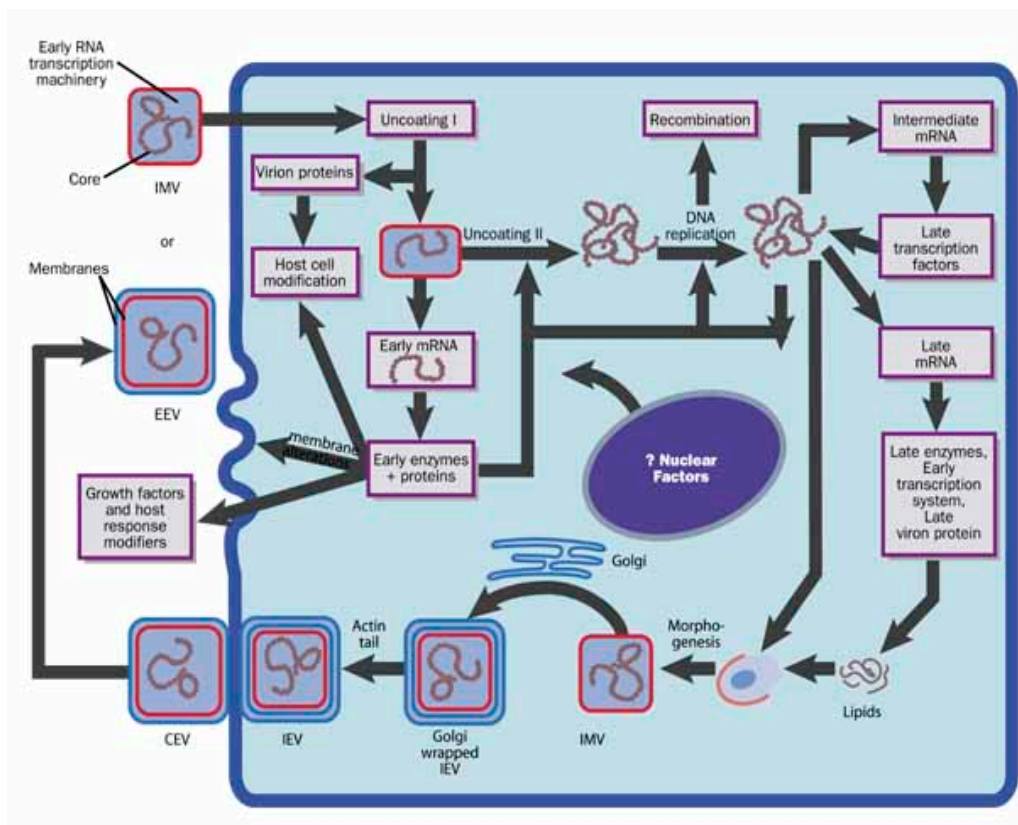 Early RNA
transcription
machinery
Core
IMV
or
Membranes
EEV
Uncoating I
Virion proteins
Host cell
modification
Uncoating II
Early mRNA
Early enzymes
+ proteins
membrane
alterations
Growth factors
and host
response
modifiers
Recombination
DNA
replication
Intermediate
mRNA
Late
transcription
factors
Late
mRNA
Late enzymes,
Early
transcription
system,
Late
viron protein
? Nuclear
Factors
Golgi
Lipids
Morpho-
genesis
IMV
Golgi
wrapped
IEV
Actin
tail
IEV
CEV